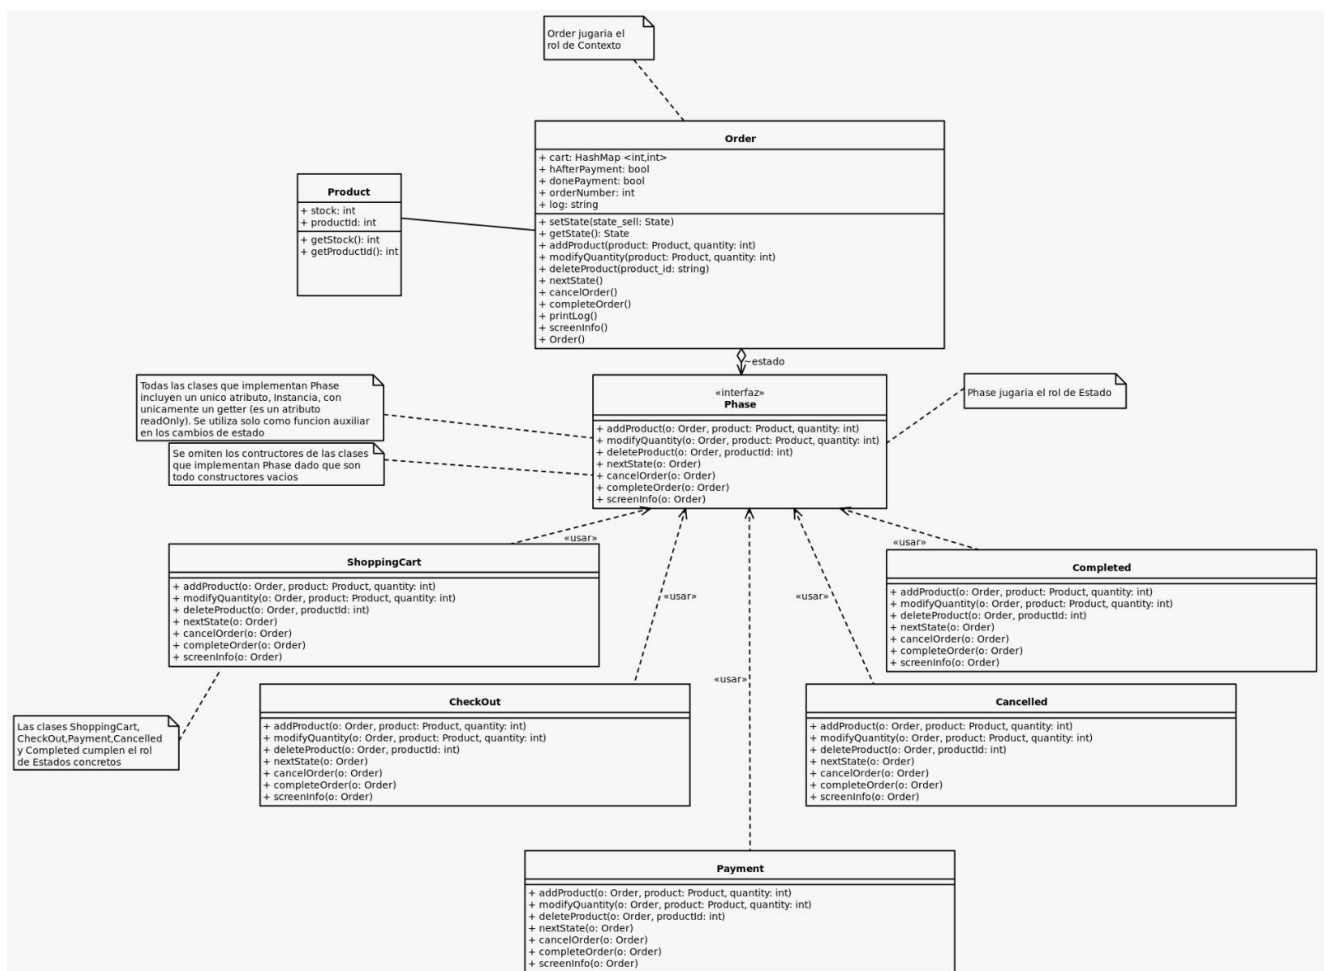 Order jugaria el
rol de Contexto
Order
+ cart: HashMap <int,int>
+ hAfterPayment: bool
+ donePayment: bool
+ orderNumber: int
+ log: string
+ setState(state_sell: State)
+ getState(): State
+ addProduct(product: Product, quantity: int)
+ modifyQuantity(product: Product, quantity: int)
+ deleteProduct(product_id: string)
+ nextState()
+ cancelOrder()
+ completeOrder()
+ printLog()
+ screenInfo()
+ Order()
Product
+ stock: int
+ productId: int
+ getStock(): int
+ getProductId(): int
~estado
Todas las clases que implementan Phase
incluyen un unico atributo, Instancia, con
unicamente un getter (es un atributo
readOnly). Se utiliza solo como funcion auxiliar
en los cambios de estado
Se omiten los contructores de las clases
que implementan Phase dado que son
todo constructores vacios
«interfaz»
Phase
+ addProduct(o: Order, product: Product, quantity: int)
+ modifyQuantity(o: Order, product: Product, quantity: int)
+ deleteProduct(o: Order, productId: int)
+ nextState(o: Order)
+ cancelOrder(o: Order)
+ completeOrder(o: Order)
+ screenInfo(o: Order)
Phase jugaria el rol de Estado
«usar»
«usar»
«usar»
«usar»
«usar»
ShoppingCart
+ addProduct(o: Order, product: Product, quantity: int)
+ modifyQuantity(o: Order, product: Product, quantity: int)
+ deleteProduct(o: Order, productId: int)
+ nextState(o: Order)
+ cancelOrder(o: Order)
+ completeOrder(o: Order)
+ screenInfo(o: Order)
Completed
+ addProduct(o: Order, product: Product, quantity: int)
+ modifyQuantity(o: Order, product: Product, quantity: int)
+ deleteProduct(o: Order, productId: int)
+ nextState(o: Order)
+ cancelOrder(o: Order)
+ completeOrder(o: Order)
+ screenInfo(o: Order)
Las clases ShoppingCart,
CheckOut,Payment,Cancelled
y Completed cumplen el rol
de Estados concretos
CheckOut
+ addProduct(o: Order, product: Product, quantity: int)
+ modifyQuantity(o: Order, product: Product, quantity: int)
+ deleteProduct(o: Order, productId: int)
+ nextState(o: Order)
+ cancelOrder(o: Order)
+ completeOrder(o: Order)
+ screenInfo(o: Order)
Cancelled
+ addProduct(o: Order, product: Product, quantity: int)
+ modifyQuantity(o: Order, product: Product, quantity: int)
+ deleteProduct(o: Order, productId: int)
+ nextState(o: Order)
+ cancelOrder(o: Order)
+ completeOrder(o: Order)
+ screenInfo(o: Order)
Payment
+ addProduct(o: Order, product: Product, quantity: int)
+ modifyQuantity(o: Order, product: Product, quantity: int)
+ deleteProduct(o: Order, productId: int)
+ nextState(o: Order)
+ cancelOrder(o: Order)
+ completeOrder(o: Order)
+ screenInfo(o: Order)